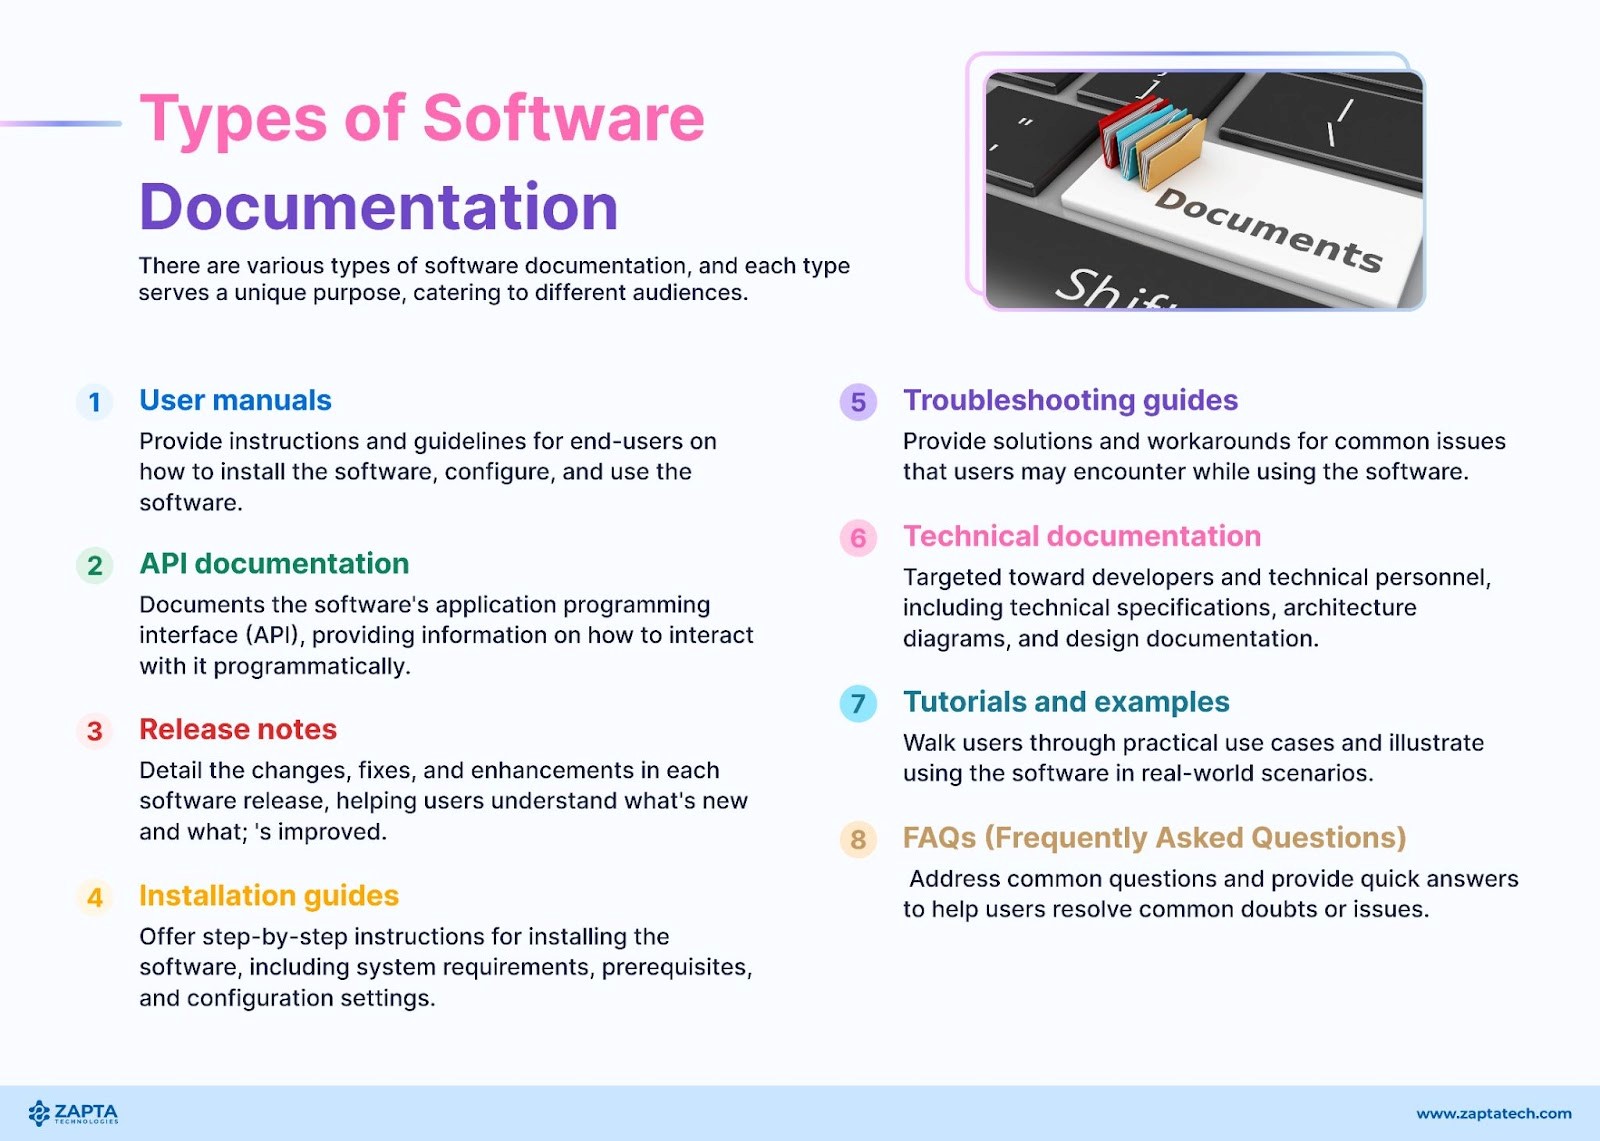 Types of Software
Documentation
There are various types of software documentation, and each type
serves a unique purpose, catering to different audiences.
Documents
Shift
1
User manuals
Provide instructions and guidelines for end-users on
how to install the software, configure, and use the
software.
2
API documentation
Documents the software's application programming
interface (API), providing information on how to interact
with it programmatically.
3
Release notes
Detail the changes, fixes, and enhancements in each
software release, helping users understand what's new
and what; 's improved.
4
Installation guides
Offer step-by-step instructions for installing the
software, including system requirements, prerequisites,
and configuration settings.
5
Troubleshooting guides
Provide solutions and workarounds for common issues
that users may encounter while using the software.
6
Technical documentation
Targeted toward developers and technical personnel,
including technical specifications, architecture
diagrams, and design documentation.
7
Tutorials and examples
Walk users through practical use cases and illustrate
using the software in real-world scenarios.
8
FAQs (Frequently Asked Questions)
Address common questions and provide quick answers
to help users resolve common doubts or issues.
ZAPTA
TECHNOLOGIES
www.zaptatech.com